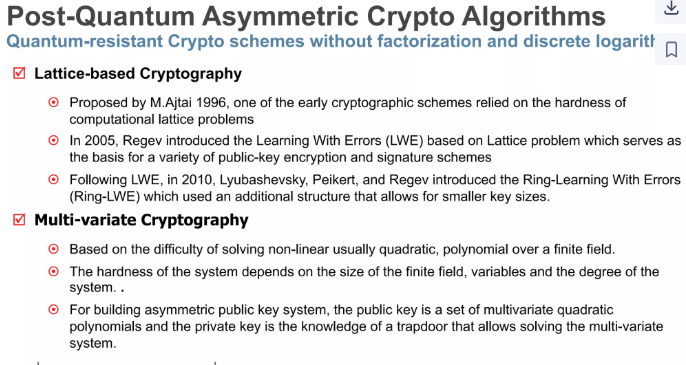 Post-Quantum Asymmetric Crypto Algorithms
Quantum-resistant Crypto schemes without factorization and discrete logarith
Lattice-based Cryptography
Proposed by M.Ajtai 1996, one of the early cryptographic schemes relied on the hardness of
computational lattice problems
In 2005, Regev introduced the Learning With Errors (LWE) based on Lattice problem which serves as
the basis for a variety of public-key encryption and signature schemes
Following LWE, in 2010, Lyubashevsky, Peikert, and Regev introduced the Ring-Learning With Errors
(Ring-LWE) which used an additional structure that allows for smaller key sizes.
Multi-variate Cryptography
Based on the difficulty of solving non-linear usually quadratic, polynomial over a finite field.
The hardness of the system depends on the size of the finite field, variables and the degree of the
system. .
For building asymmetric public key system, the public key is a set of multivariate quadratic
polynomials and the private key is the knowledge of a trapdoor that allows solving the multi-variate
system.